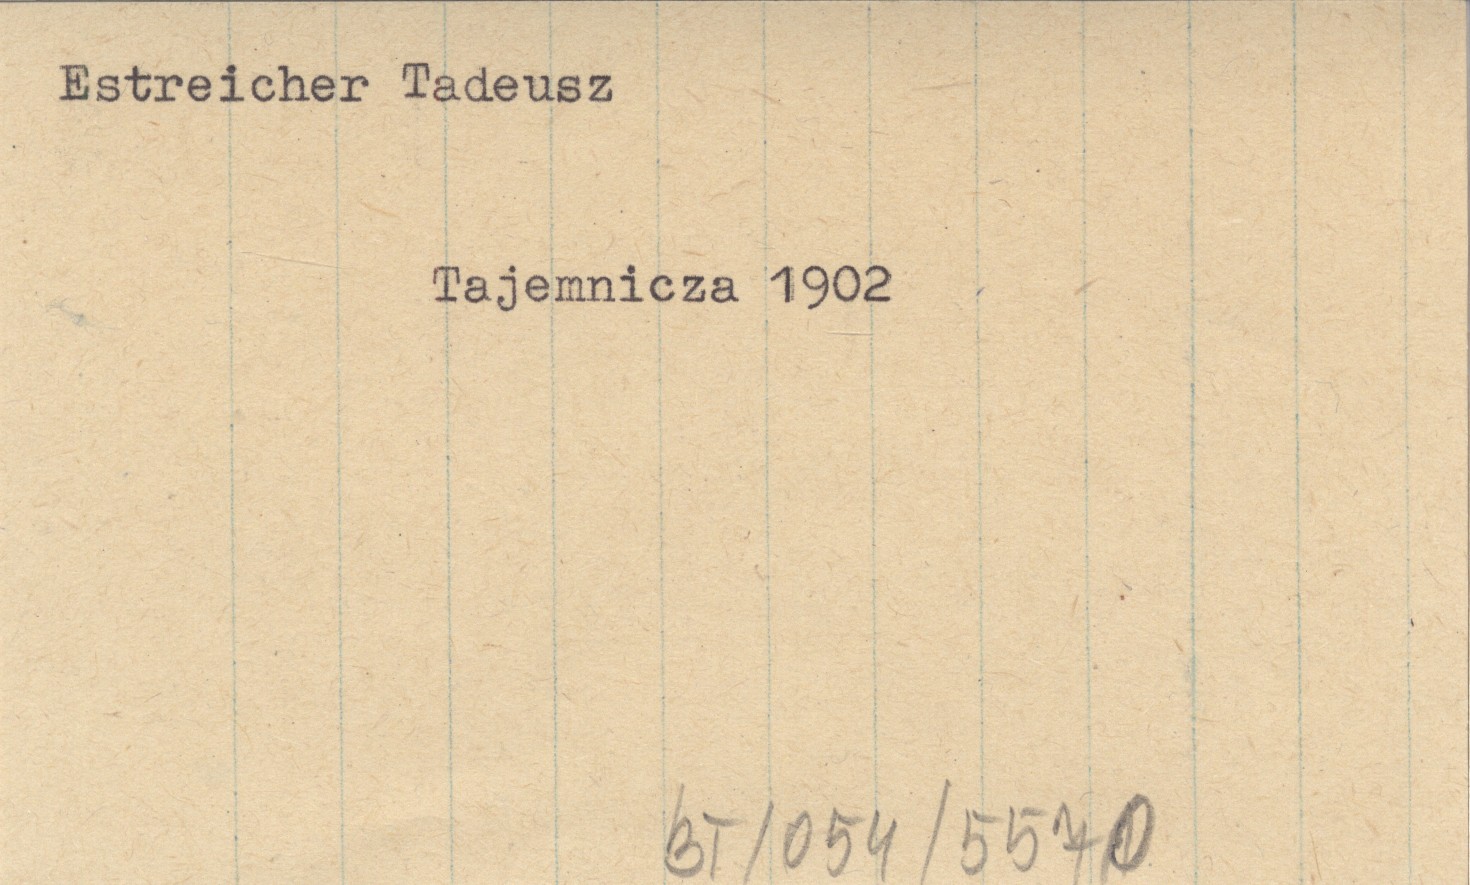 Estreicher Tadeusz
Tajemnicza 1902
BT/054/5570